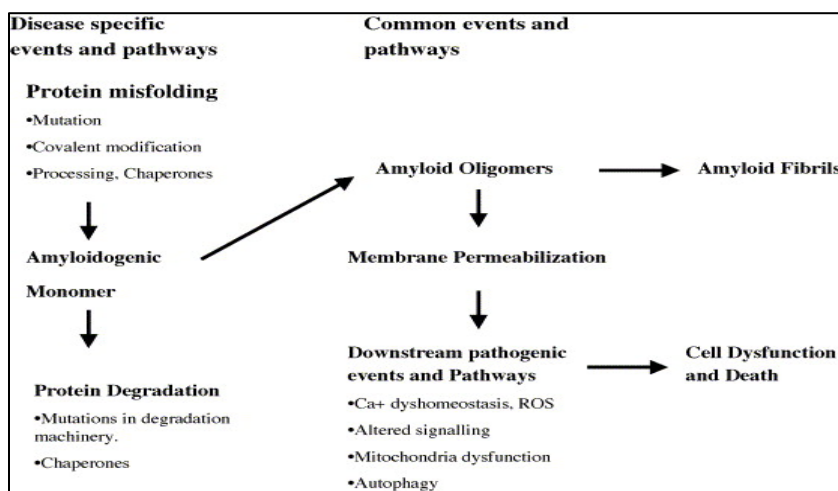 Disease specific
events and pathways
Common events and
pathways
Protein misfolding
•Mutation
•Covalent modification
•Processing, Chaperones
Amyloid Oligomers
Amyloid Fibrils
Amyloidogenic
Monomer
Membrane Permeabilization
Protein Degradation
•Mutations in degradation
machinery.
•Chaperones
Downstream pathogenic
events and Pathways
•Ca+ dyshomeostasis, ROS
•Altered signalling
•Mitochondria dysfunction
•Autophagy
Cell Dysfunction
and Death